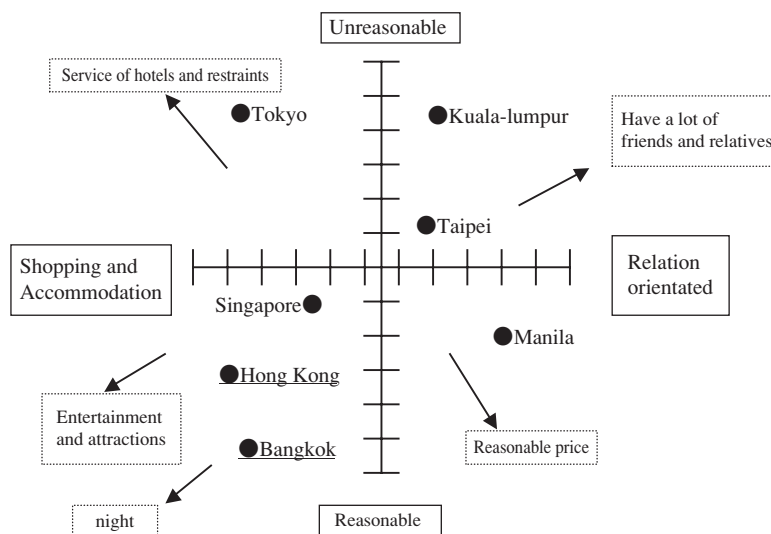 Unreasonable
Service of hotels and restraints
Tokyo
Kuala-lumpur
Have a lot of
friends and relatives
Taipei
Shopping and
Accommodation
Relation
orientated
Singapore
Manila
Hong Kong
Entertainment
and attractions
Bangkok
Reasonable price
night
Reasonable